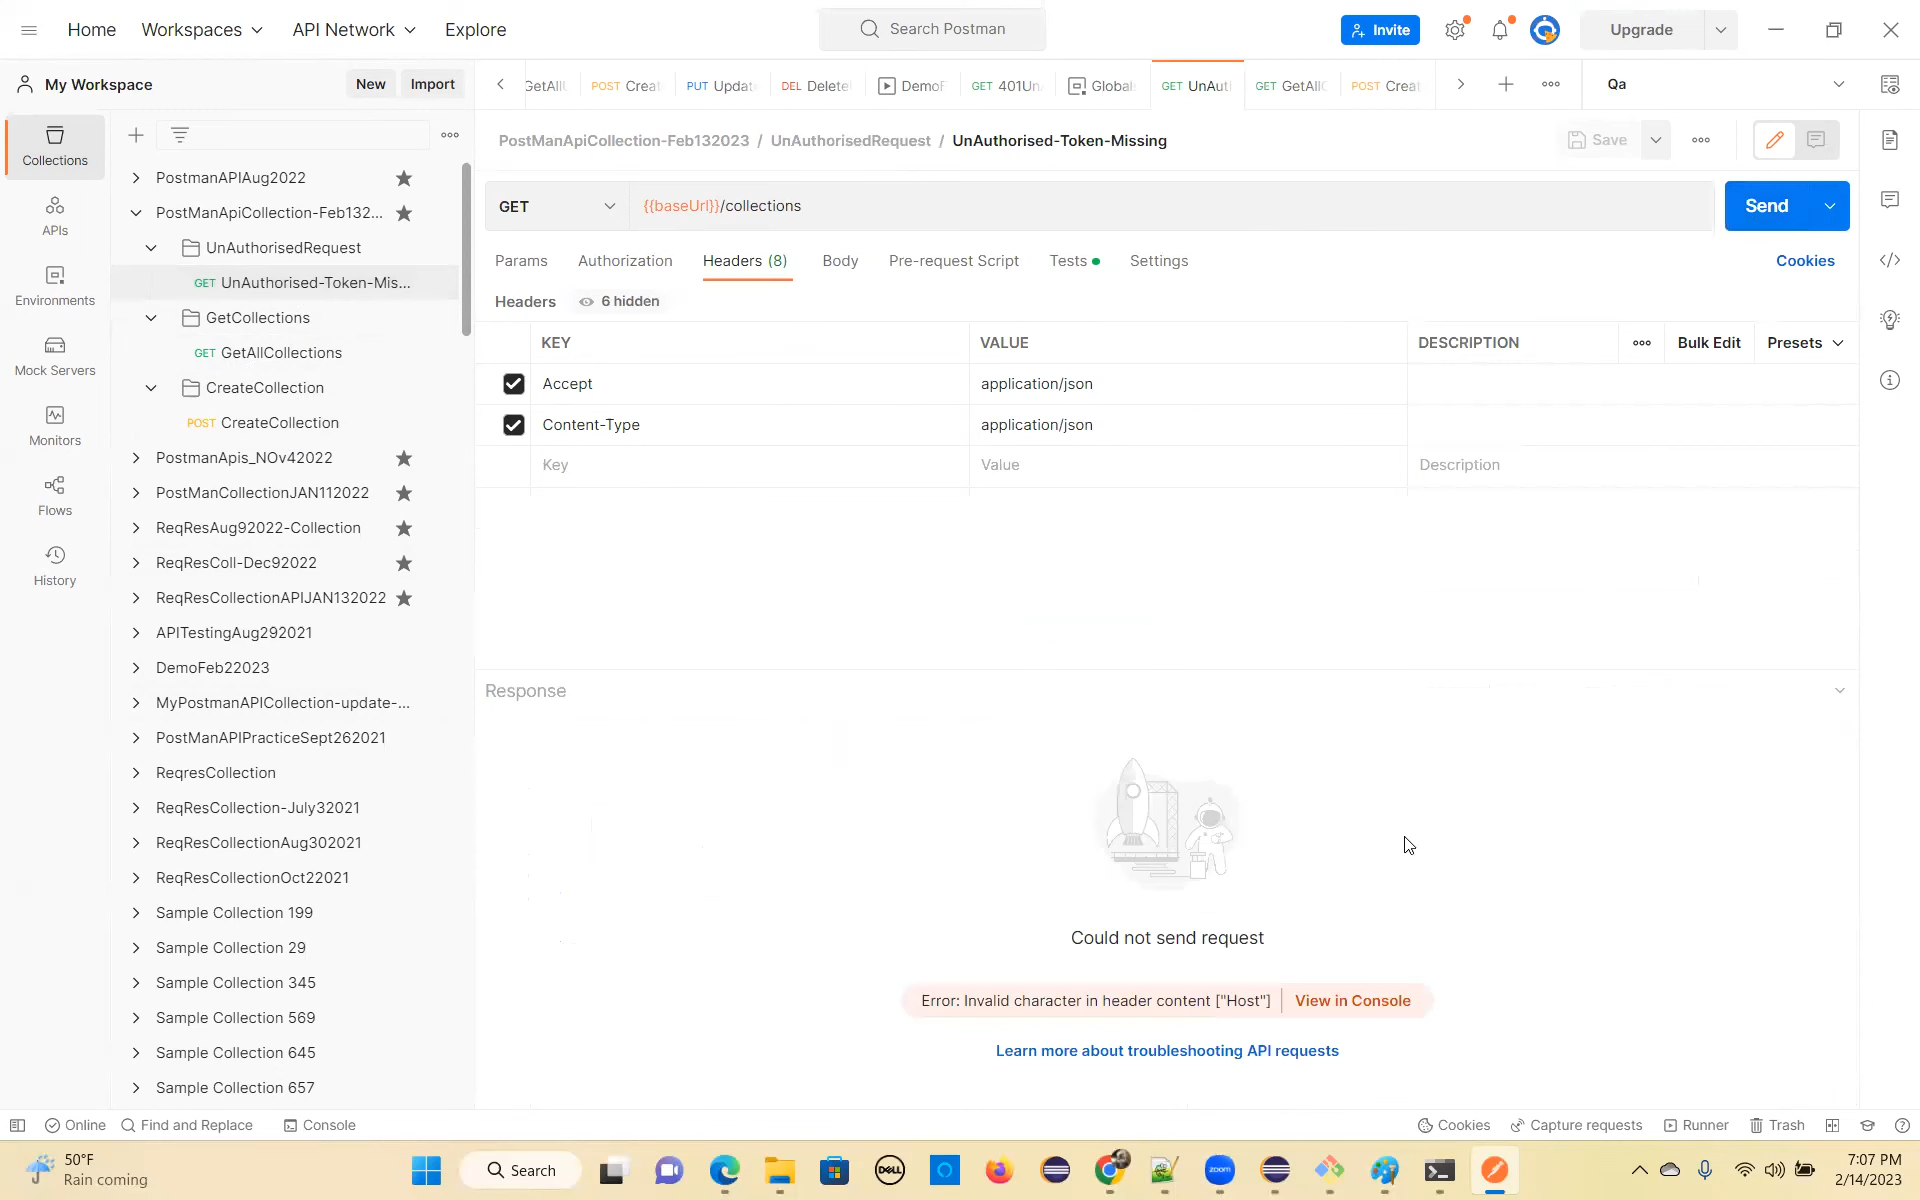 Home Workspaces API Network Explore Search Postman Invite Upgrade
My Workspace New Import GetAllU POST Creat PUT Updat DEL Delete DemoF GET 401Un Global GET UnAut GET GetAllC POST Creat Qa
PostManApiCollection-Feb132023 / UnAuthorisedRequest / UnAuthorised-Token-Missing Save
Collections
APIs
Environments
Mock Servers
Monitors
Flows
History
PostmanAPIAug2022
PostManApiCollection-Feb132...
UnAuthorisedRequest
GET UnAuthorised-Token-Mis...
GetCollections
GET GetAllCollections
CreateCollection
POST CreateCollection
PostmanApis_NOv42022
PostManCollectionJAN112022
ReqResAug92022-Collection
ReqResColl-Dec92022
ReqResCollectionAPIJAN132022
APITestingAug292021
DemoFeb22023
MyPostmanAPICollection-update-...
PostManAPIPracticeSept262021
ReqresCollection
ReqResCollection-July32021
ReqResCollectionAug302021
ReqResCollectionOct22021
Sample Collection 199
Sample Collection 29
Sample Collection 345
Sample Collection 569
Sample Collection 645
Sample Collection 657
GET {{baseUrl}}/collections Send
Params Authorization Headers (8) Body Pre-request Script Tests Settings Cookies
Headers 6 hidden
KEY VALUE DESCRIPTION Bulk Edit Presets
Accept application/json
Content-Type application/json
Key Value Description
Response
Could not send request
Error: Invalid character in header content ["Host"] View in Console
Learn more about troubleshooting API requests
Online Find and Replace Console Cookies Capture requests Runner Trash
50°F
Rain coming
Search
DELL
zoom
7:07 PM
2/14/2023